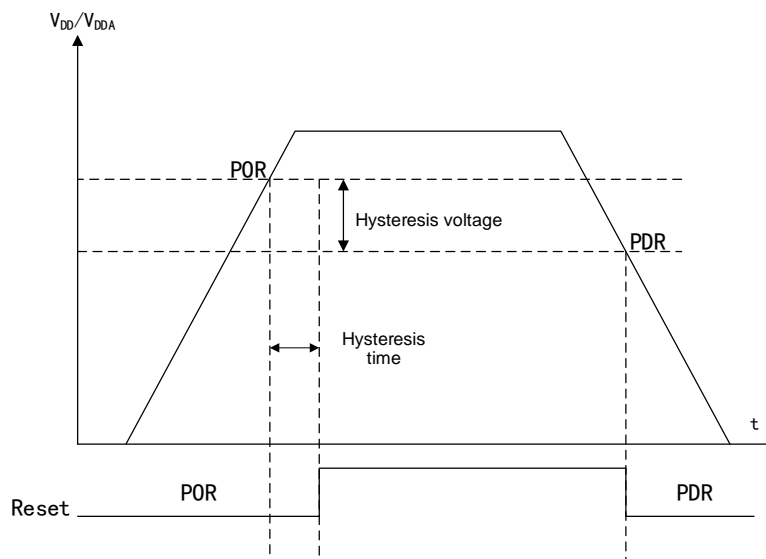 VDD/VDDA
POR
Hysteresis voltage
PDR
Hysteresis
time
t
POR
PDR
Reset